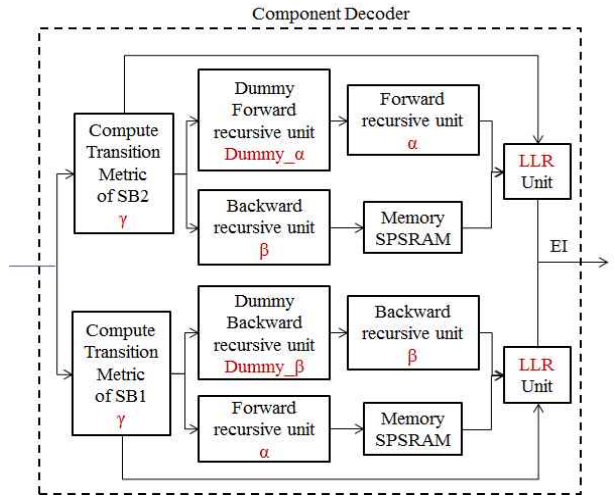 Component Decoder
Compute
Transition
Metric
of SB2
γ
Dummy
Forward
recursive unit
Dummy_α
Forward
recursive unit
α
Backward
recursive unit
β
Memory
SPSRAM
LLR
Unit
EI
Compute
Transition
Metric
of SB1
γ
Dummy
Backward
recursive unit
Dummy_β
Backward
recursive unit
β
Forward
recursive unit
α
Memory
SPSRAM
LLR
Unit